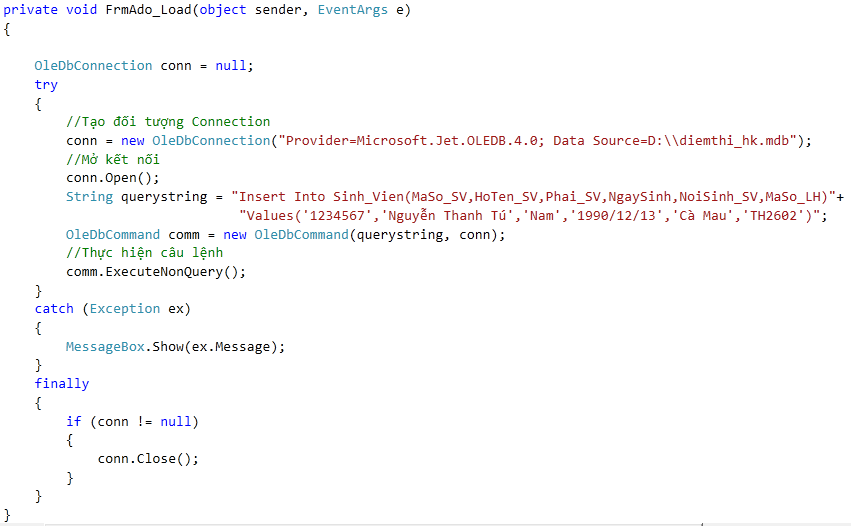 private void FrmAdo_Load(object sender, EventArgs e)
{
OleDbConnection conn = null;
try
{
//Tạo đối tượng Connection
conn = new OleDbConnection("Provider=Microsoft.Jet.OLEDB.4.0; Data Source=D:\\diemthi_hk.mdb");
//Mở kết nối
conn.Open();
String querystring = "Insert Into Sinh_Vien(MaSo_SV,HoTen_SV,Phai_SV,NgaySinh,NoiSinh_SV,MaSo_LH)"+
"Values('1234567','Nguyễn Thanh Tú','Nam','1990/12/13','Cà Mau','TH2602')";
OleDbCommand comm = new OleDbCommand(querystring, conn);
//Thực hiện câu lệnh
comm.ExecuteNonQuery();
}
catch (Exception ex)
{
MessageBox.Show(ex.Message);
}
finally
{
if (conn != null)
{
conn.Close();
}
}
}